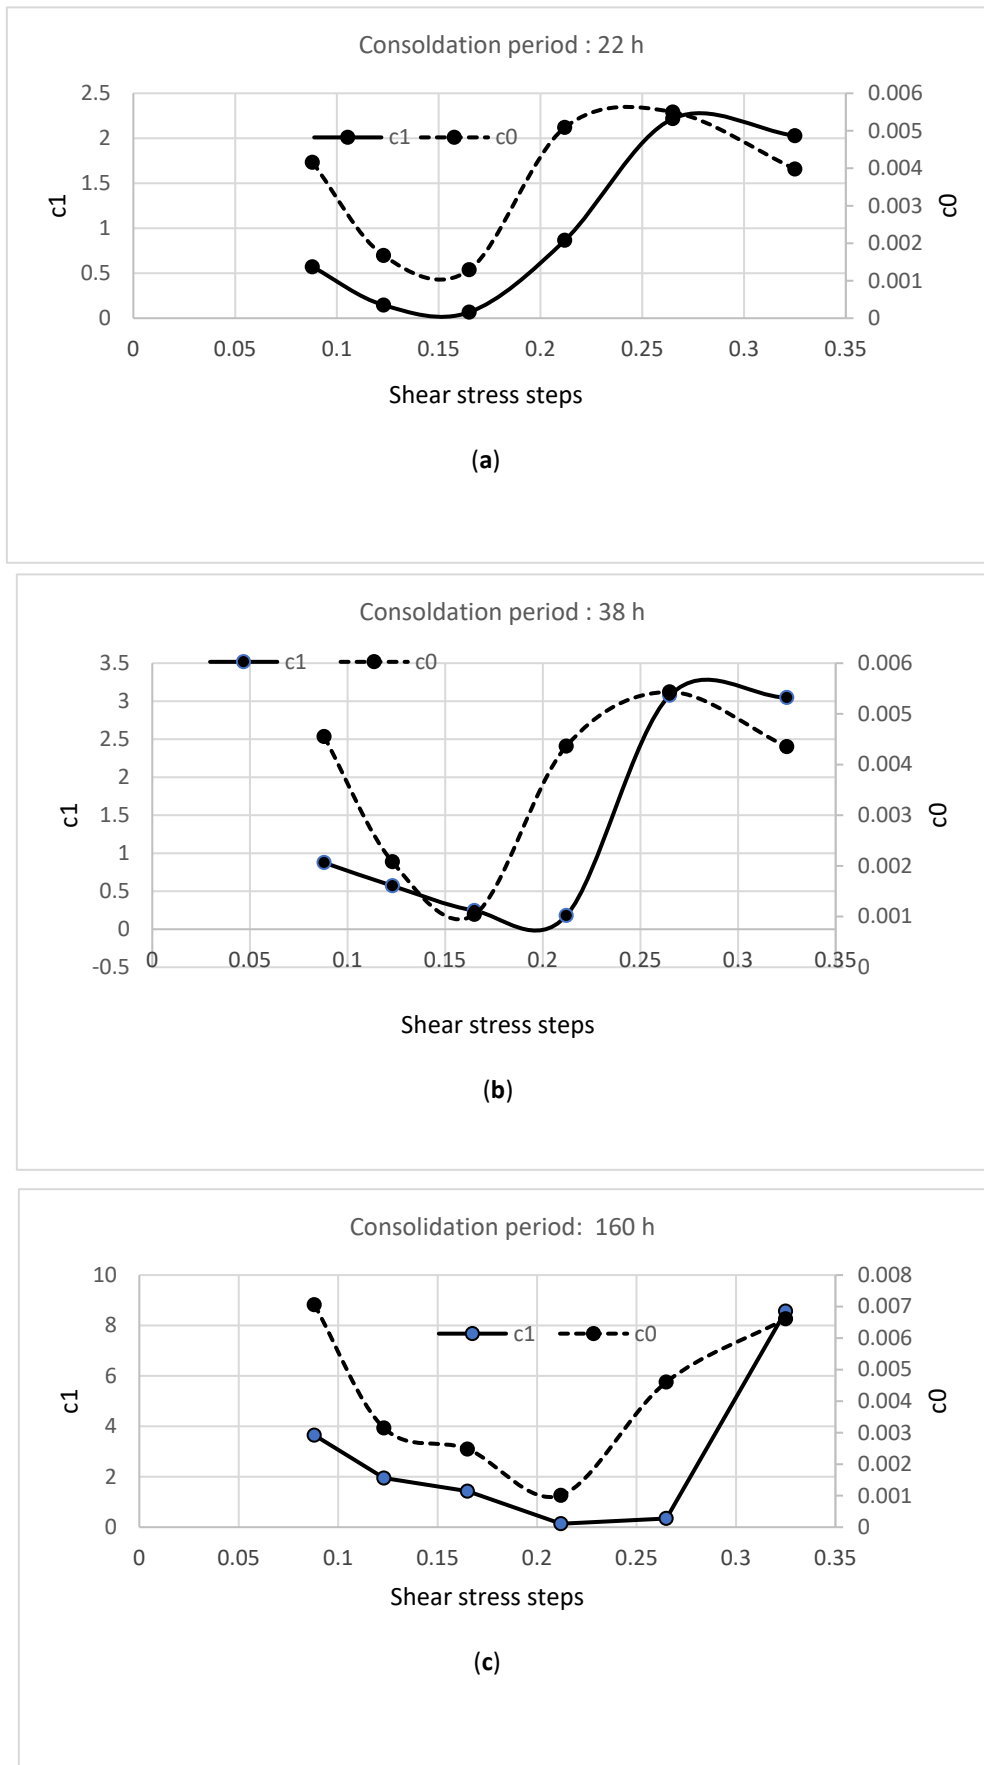 Consoldation period : 22 h
2.5
2
1.5
1
0.5
0
c1
c1 c0
0.006
0.005
0.004
0.003
0.002
0.001
0
c0
0 0.05 0.1 0.15 0.2 0.25 0.3 0.35
Shear stress steps
(a)
Consoldation period : 38 h
c1 c0
3.5
3
2.5
2
1.5
1
0.5
0
-0.5
c1
0.006
0.005
0.004
0.003
0.002
0.001
0
c0
0 0.05 0.1 0.15 0.2 0.25 0.3 0.35
Shear stress steps
(b)
Consolidation period: 160 h
10
8
6
4
2
0
c1
c1 c0
0.008
0.007
0.006
0.005
0.004
0.003
0.002
0.001
0
c0
0 0.05 0.1 0.15 0.2 0.25 0.3 0.35
Shear stress steps
(c)